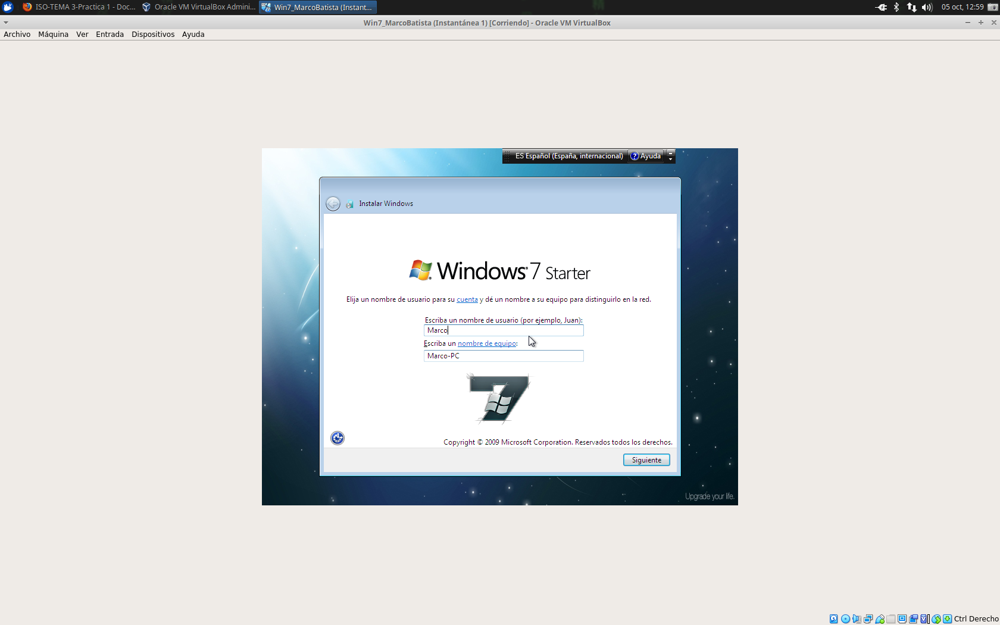 ISO-TEMA 3-Practica 1 - Doc...
Oracle VM VirtualBox Admini...
Win7_MarcoBatista (Instant...
05 oct, 12:59
Win7_MarcoBatista (Instantánea 1) [Corriendo] - Oracle VM VirtualBox
Archivo Máquina Ver Entrada Dispositivos Ayuda
ES Español (España, internacional) ? Ayuda
Instalar Windows
Windows 7 Starter
Elija un nombre de usuario para su cuenta y dé un nombre a su equipo para distinguirlo en la red.
Escriba un nombre de usuario (por ejemplo, Juan):
Marco
Escriba un nombre de equipo:
Marco-PC
7
Copyright © 2009 Microsoft Corporation. Reservados todos los derechos.
Siguiente
Upgrade your life.
Ctrl Derecho